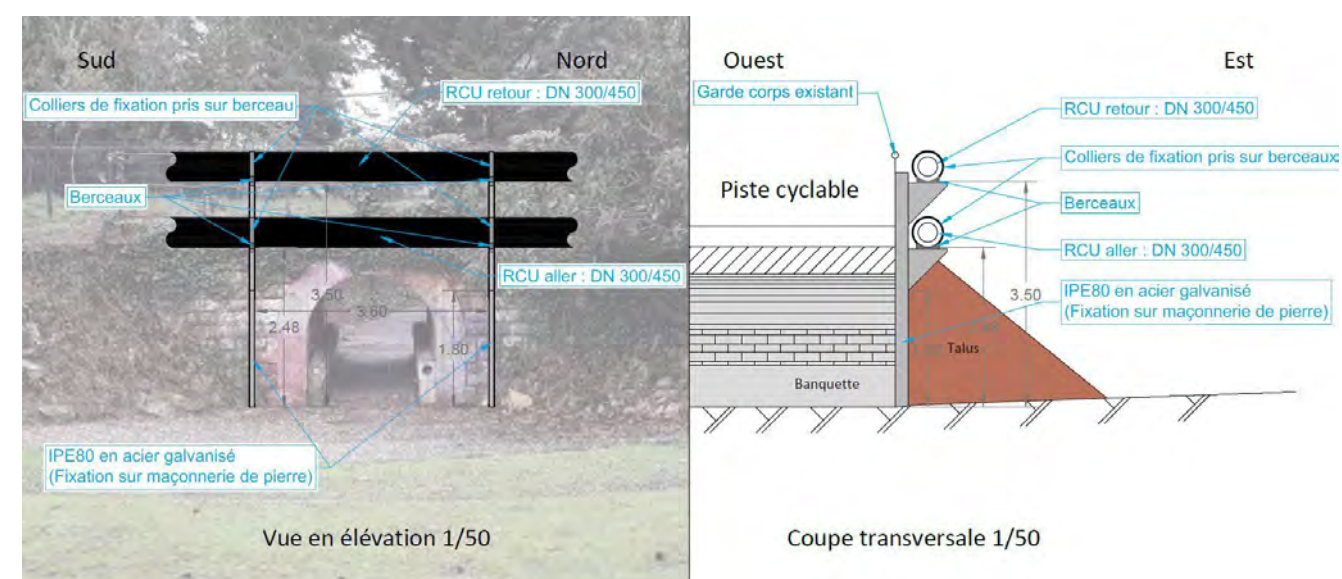 Sud
Nord
RCU retour : DN 300/450
Colliers de fixation pris sur berceau
Berceaux
RCU aller : DN 300/450
3.50
3.60
2.48
1.80
IPE80 en acier galvanisé
(Fixation sur maçonnerie de pierre)
Vue en élévation 1/50
Ouest
Est
Garde corps existant
RCU retour : DN 300/450
Colliers de fixation pris sur berceaux
Piste cyclable
Berceaux
RCU aller : DN 300/450
3.50
IPE80 en acier galvanisé
(Fixation sur maçonnerie de pierre)
Talus
Banquette
Coupe transversale 1/50